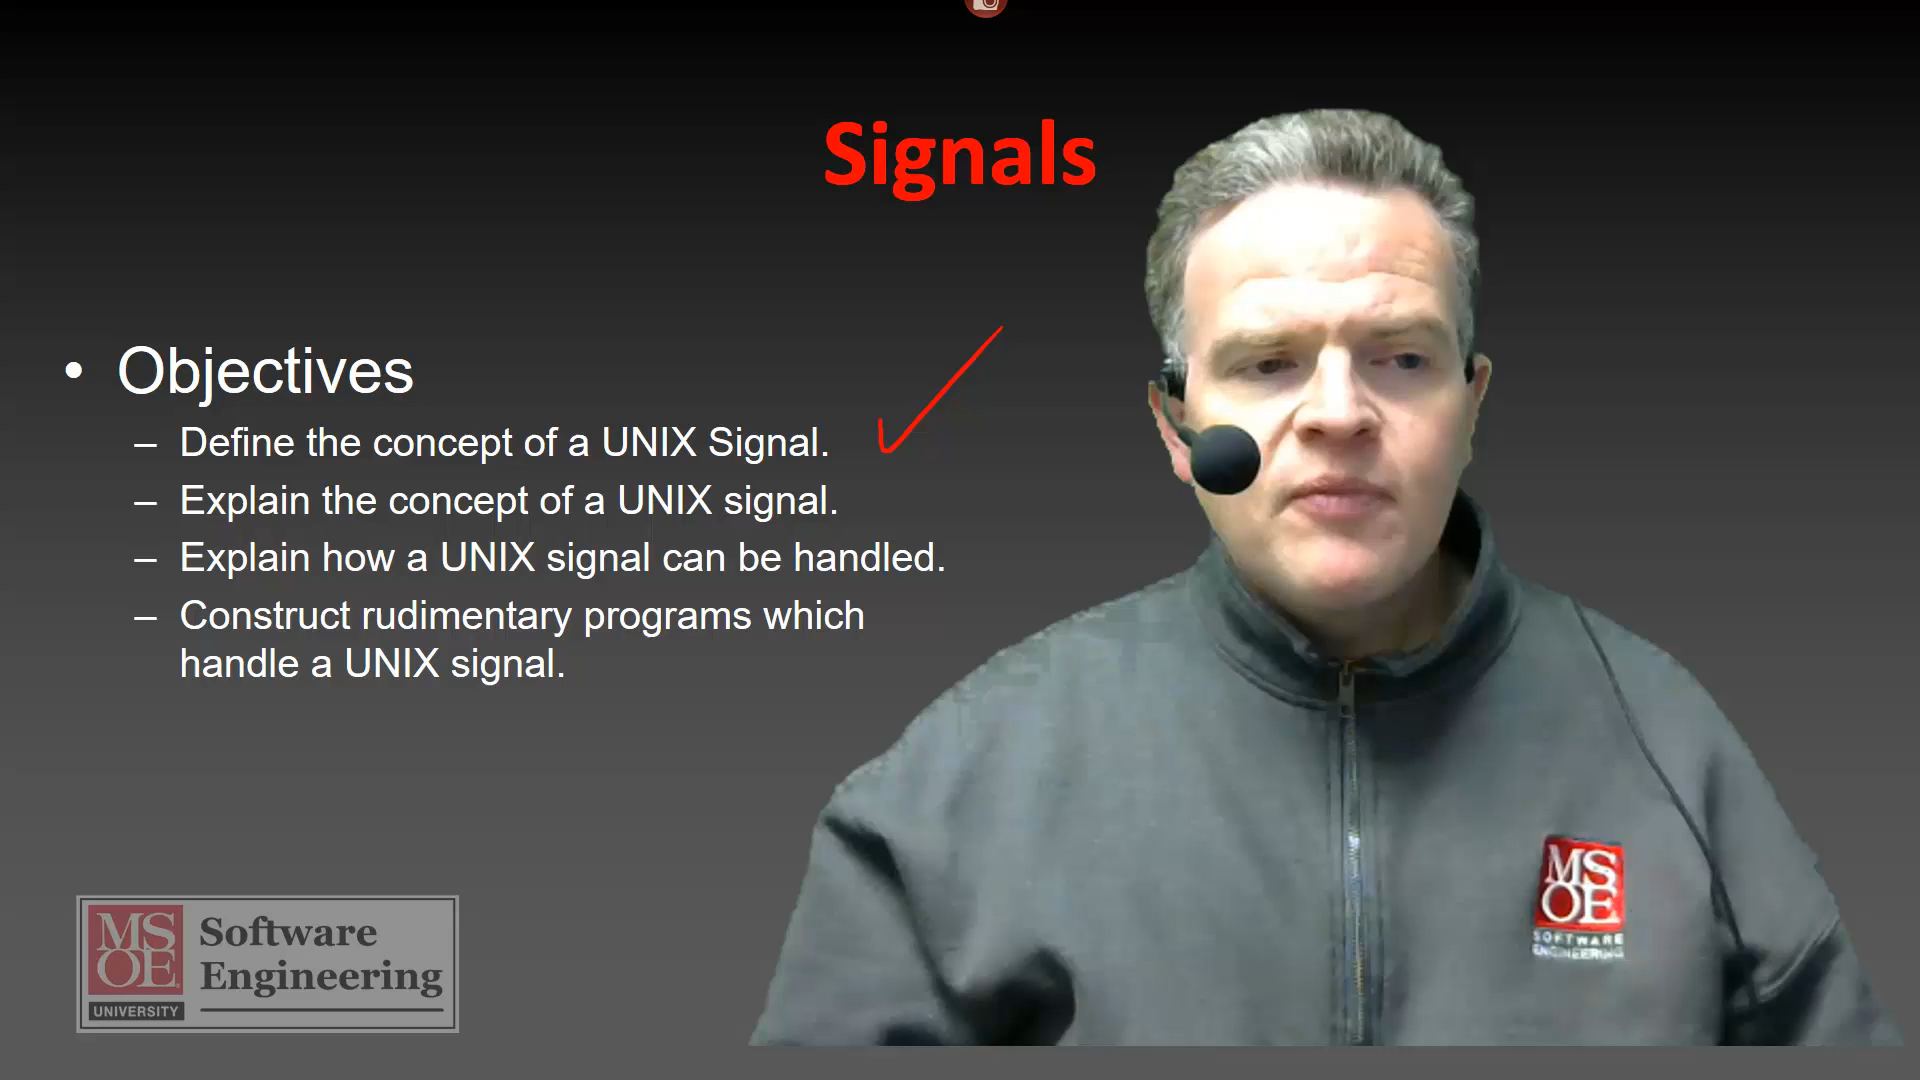 Signals
• Objectives
– Define the concept of a UNIX Signal.
– Explain the concept of a UNIX signal.
– Explain how a UNIX signal can be handled.
– Construct rudimentary programs which
handle a UNIX signal.
MS
OE
UNIVERSITY
Software
Engineering
MS
OE
SOFTWARE
ENGINEERING